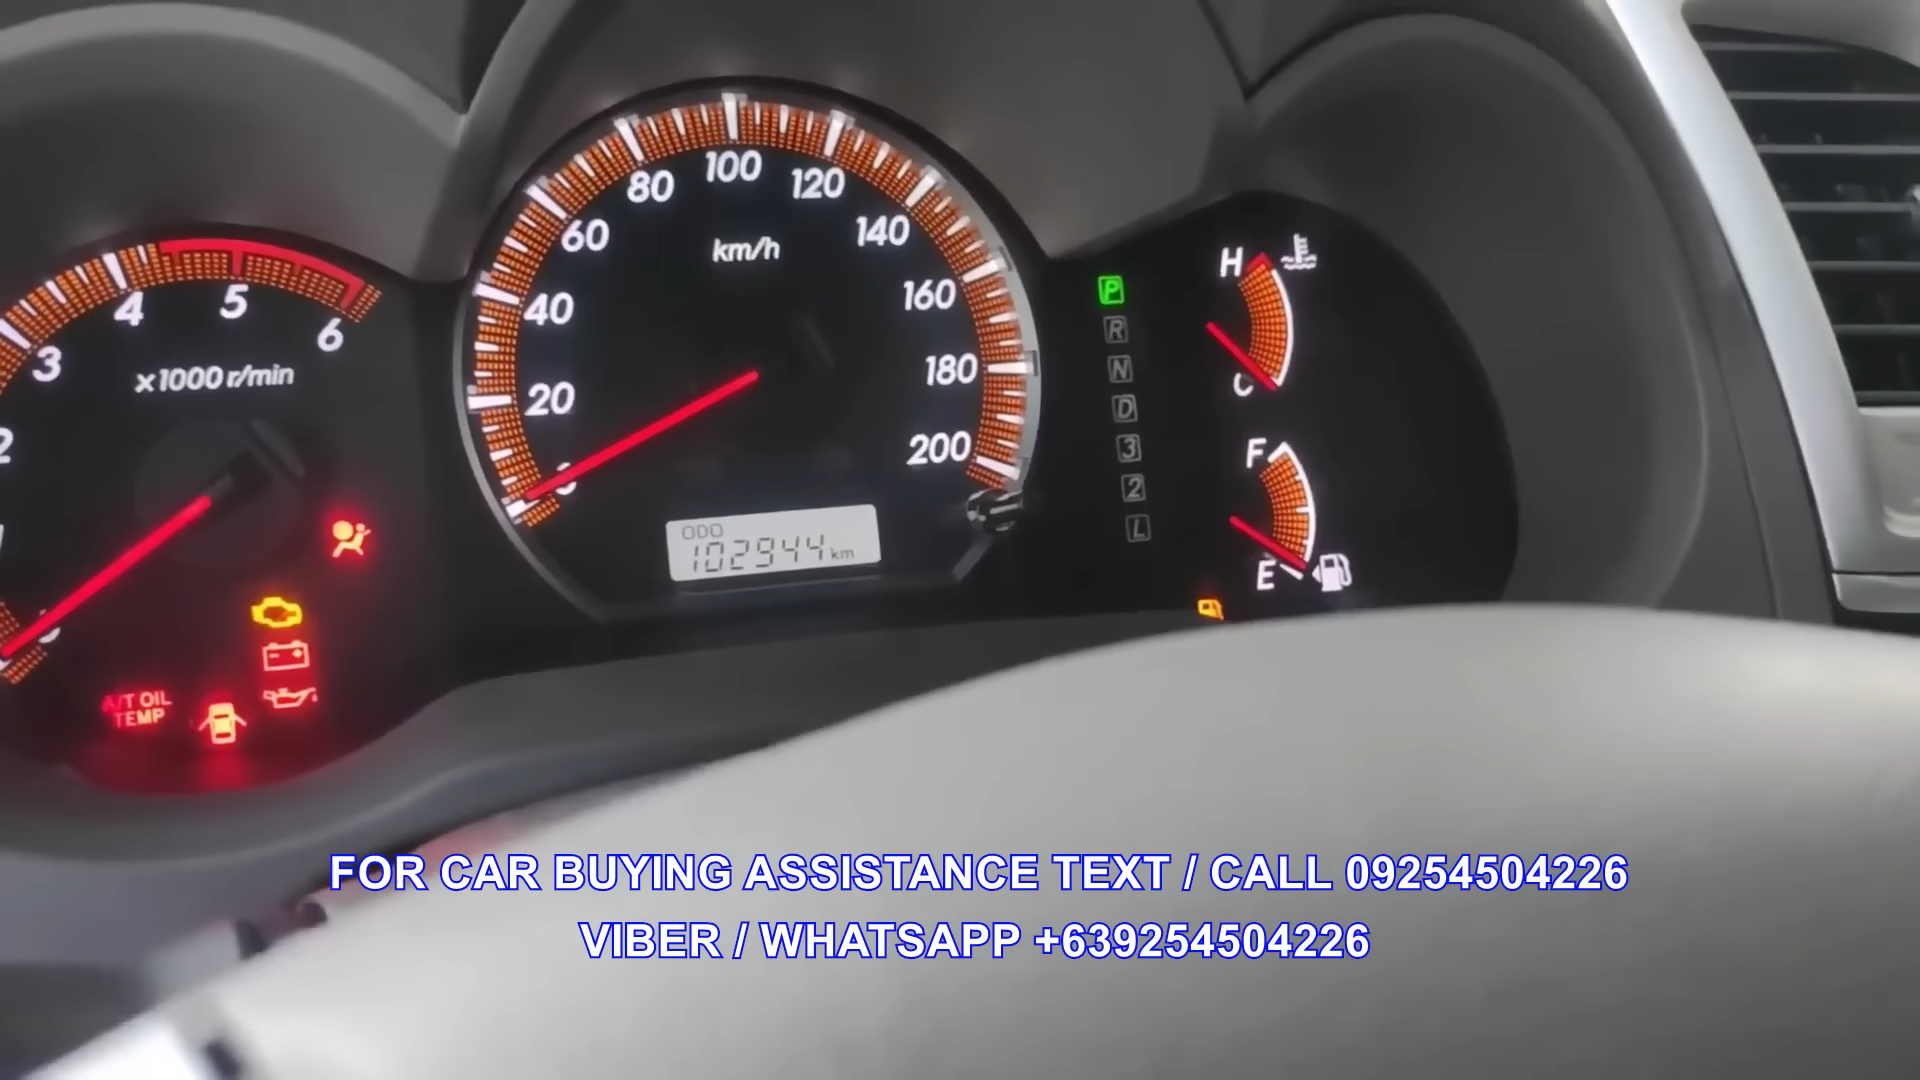 80 100 120
60 140
40 160
20 180
200
km/h
ODO
102944 km
2 3 4 5 6
x1000 r/min
A/T OIL
TEMP
P
R
N
D
3
2
L
H
C
F
E
FOR CAR BUYING ASSISTANCE TEXT / CALL 09254504226
VIBER / WHATSAPP +639254504226